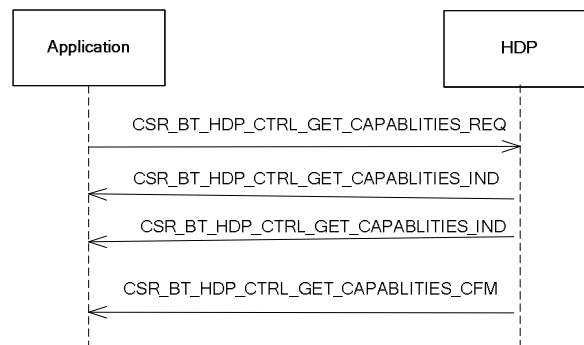 Application
HDP
CSR_BT_HDP_CTRL_GET_CAPABLITIES_REQ
CSR_BT_HDP_CTRL_GET_CAPABLITIES_IND
CSR_BT_HDP_CTRL_GET_CAPABLITIES_IND
CSR_BT_HDP_CTRL_GET_CAPABLITIES_CFM